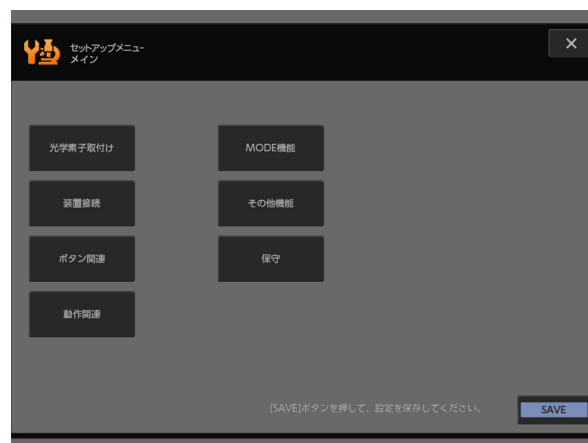 セットアップメニュー
メイン
光学素子取付け
MODE機能
装置接続
その他機能
ボタン関連
保守
動作関連
[SAVE]ボタンを押して、設定を保存してください。
SAVE